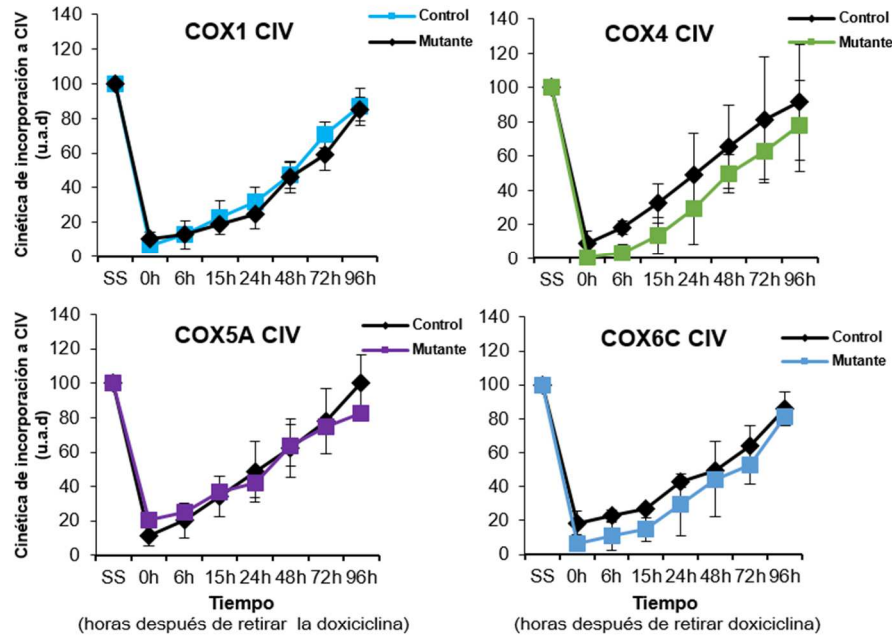 COX1 CIV
Control
Mutante
Cinética de incorporación a CIV
(u.a.d)
140
120
100
80
60
40
20
0
SS 0h 6h 15h 24h 48h 72h 96h
COX4 CIV
Control
Mutante
140
120
100
80
60
40
20
0
SS 0h 6h 15h 24h 48h 72h 96h
COX5A CIV
Control
Mutante
Cinética de incorporación a CIV
(u.a.d)
140
120
100
80
60
40
20
0
SS 0h 6h 15h 24h 48h 72h 96h
Tiempo
(horas después de retirar la doxiciclina)
COX6C CIV
Control
Mutante
140
120
100
80
60
40
20
0
SS 0h 6h 15h 24h 48h 72h 96h
Tiempo
(horas después de retirar doxiciclina)